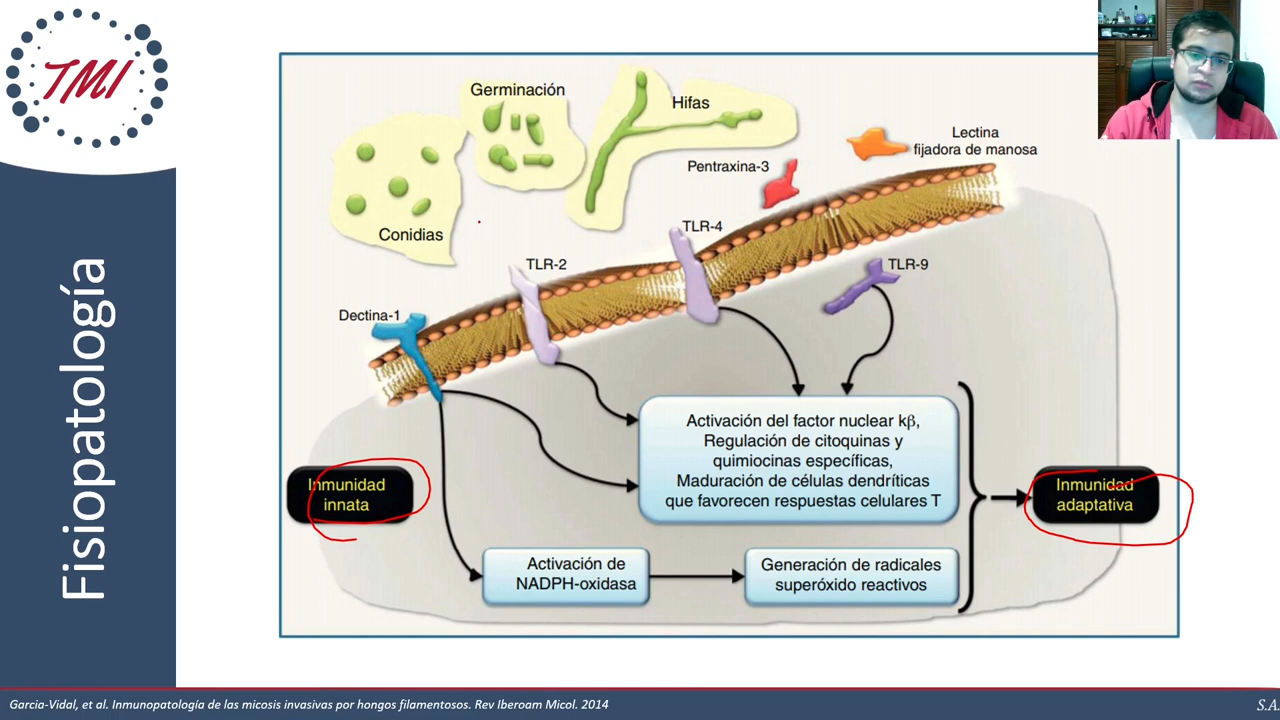 TMI
Fisiopatología
Germinación
Hifas
Conidias
Lectina
fijadora de manosa
Pentraxina-3
TLR-4
TLR-2
TLR-9
Dectina-1
Activación del factor nuclear kβ,
Regulación de citoquinas y
quimiocinas específicas,
Maduración de células dendríticas
que favorecen respuestas celulares T
Inmunidad
innata
Inmunidad
adaptativa
Activación de
NADPH-oxidasa
Generación de radicales
superóxido reactivos
Garcia-Vidal, et al. Inmunopatología de las micosis invasivas por hongos filamentosos. Rev Iberoam Micol. 2014
S.A.